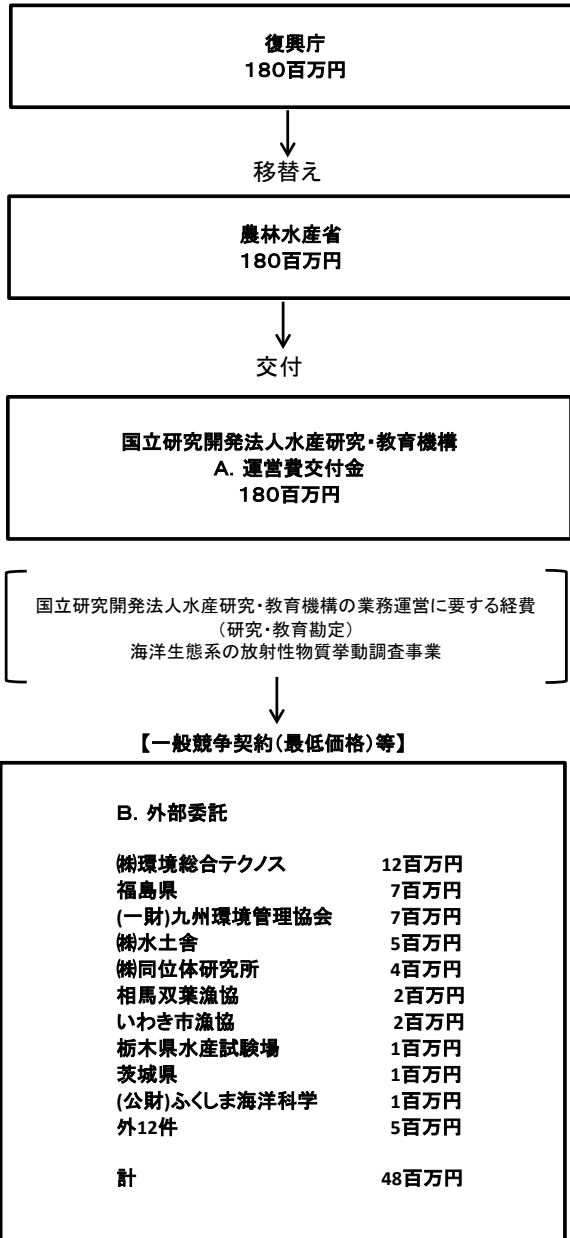 復興庁
180百万円
移替え
農林水産省
180百万円
交付
国立研究開発法人水産研究・教育機構
A. 運営費交付金
180百万円
国立研究開発法人水産研究・教育機構の業務運営に要する経費
（研究・教育勘定）
海洋生態系の放射性物質挙動調査事業
【一般競争契約（最低価格）等】
B. 外部委託
㈱環境総合テクノス 12百万円
福島県 7百万円
(一財)九州環境管理協会 7百万円
㈱水土舎 5百万円
㈱同位体研究所 4百万円
相馬双葉漁協 2百万円
いわき市漁協 2百万円
栃木県水産試験場 1百万円
茨城県 1百万円
(公財)ふくしま海洋科学 1百万円
外12件 5百万円
計 48百万円